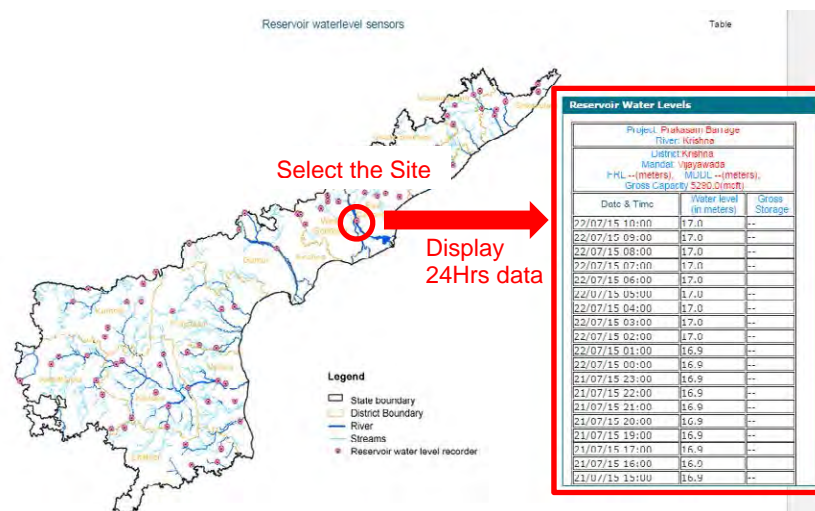 Reservoir waterlevel sensors
Table
Select the Site
Display
24Hrs data
Legend
State boundary
District Boundary
River
Streams
Reservoir water level recorder
Reservoir Water Levels
Project: Prakasam Barrage
River: Krishna
District:Krishna
Mandal: Vijayawada
FRL --(meters), MDDL --(meters),
Gross Capacity 5290.0(mcft)
Date & Time Water level (in meters) Gross Storage
22/07/15 10:00 17.0 --
22/07/15 09:00 17.0 --
22/07/15 08:00 17.0 --
22/07/15 07:00 17.0 --
22/07/15 06:00 17.0
22/07/15 05:00 17.0 --
22/07/15 04:00 17.0 --
22/07/15 03:00 17.0 --
22/07/15 02:00 17.0 --
22/07/15 01:00 16.9 --
22/07/15 00:00 16.9 --
21/07/15 23:00 16.9 --
21/07/15 22:00 16.9 --
21/07/15 21:00 16.9 --
21/07/15 20:00 16.9 --
21/07/15 19:00 16.9 --
21/07/15 17:00 16.9 --
21/07/15 16:00 16.9 --
21/07/15 15:00 16.9 --